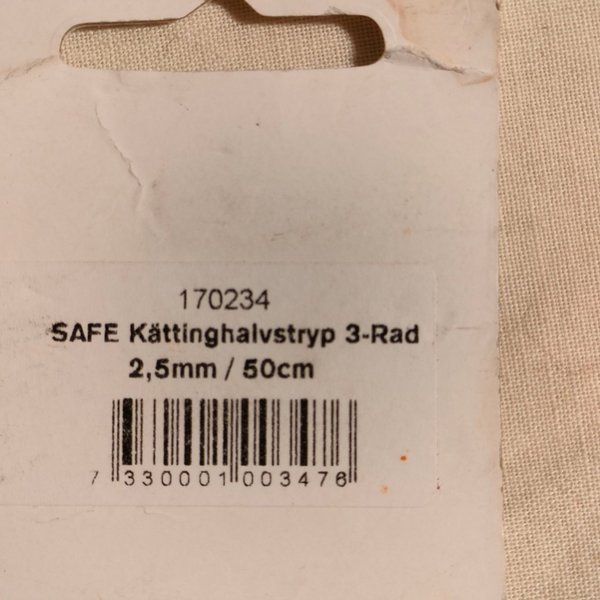 170234
SAFE Kättinghalvstryp 3-Rad
2,5mm / 50cm
7 330001 003476